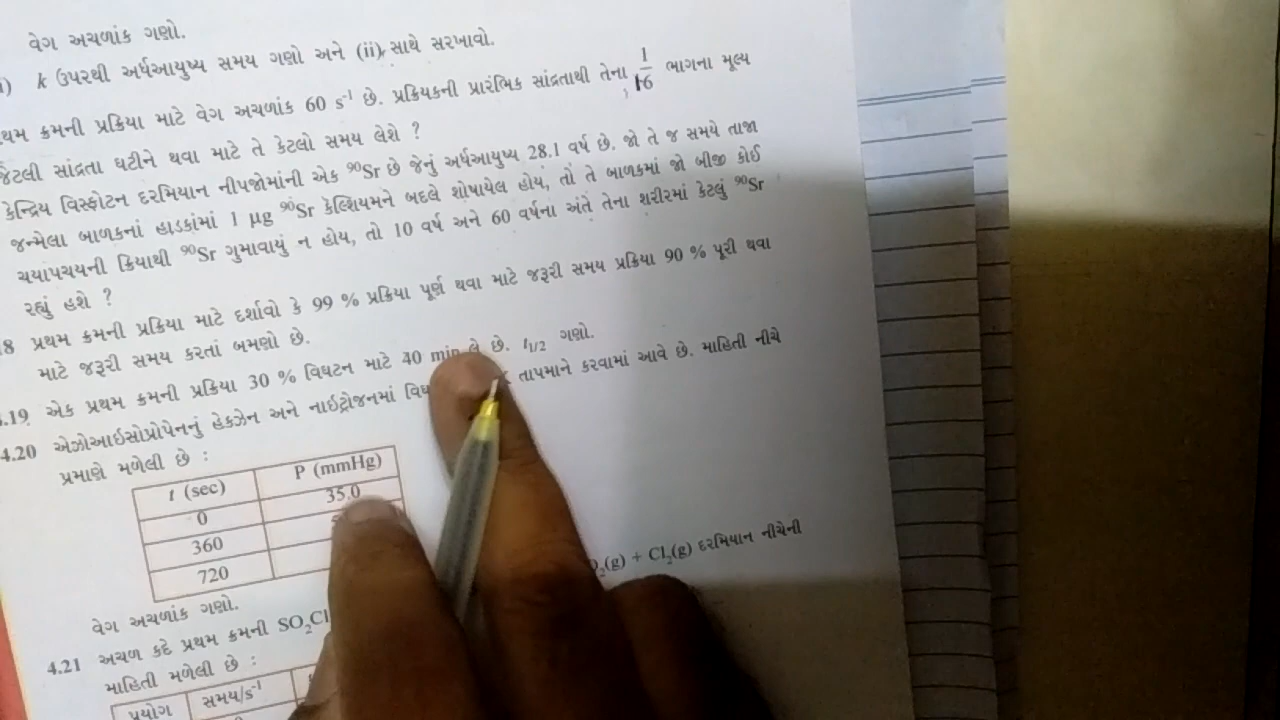 વેગ અચળાંક ગણો.
k ઉપરથી અર્ધઆયુષ્ય સમય ગણો અને (ii) સાથે સરખાવો.
ક્રમની પ્રક્રિયા માટે વેગ અચળાંક 60 s⁻¹ છે. પ્રક્રિયકની પ્રારંભિક સાંદ્રતાથી તેના 1/16 ભાગના મૂલ્ય
જેટલી સાંદ્રતા ઘટીને થવા માટે તે કેટલો સમય લેશે ?
કેન્દ્રિય વિસ્ફોટન દરમિયાન નીપજોમાંની એક ⁹⁰Sr છે જેનું અર્ધઆયુષ્ય 28.1 વર્ષ છે. જો તે જ સમયે તાજા
જન્મેલા બાળકનાં હાડકાંમાં 1 μg ⁹⁰Sr કેલ્શિયમને બદલે શોષાયેલ હોય, તો તે બાળકમાં જો બીજી કોઈ
ચયાપચયની ક્રિયાથી ⁹⁰Sr ગુમાવાયું ન હોય, તો 10 વર્ષ અને 60 વર્ષના અંતે તેના શરીરમાં કેટલું ⁹⁰Sr
રહ્યું હશે ?
8 પ્રથમ ક્રમની પ્રક્રિયા માટે દર્શાવો કે 99 % પ્રક્રિયા પૂર્ણ થવા માટે જરૂરી સમય પ્રક્રિયા 90 % પૂરી થવા
માટે જરૂરી સમય કરતાં બમણો છે.
.19 એક પ્રથમ ક્રમની પ્રક્રિયા 30 % વિઘટન માટે 40 min લે છે. t1/2 ગણો.
4.20 એઝોઆઇસોપ્રોપેનનું હેક્ઝેન અને નાઇટ્રોજનમાં તાપમાને કરવામાં આવે છે. માહિતી નીચે
પ્રમાણે મળેલી છે :
t (sec) P (mmHg)
0 35.0
360
720
વેગ અચળાંક ગણો.
4.21 અચળ કદે પ્રથમ ક્રમની SO₂Cl + Cl₂(g) દરમિયાન નીચેની
માહિતી મળેલી છે :
પ્રયોગ સમય/s⁻¹